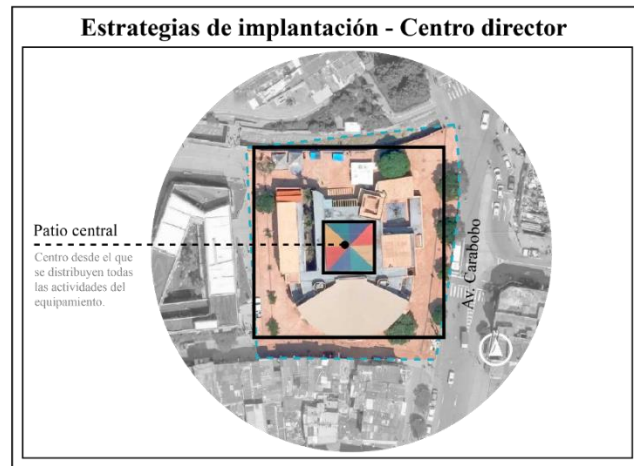 Estrategias de implantación - Centro director
Patio central
Centro desde el que
se distribuyen todas
las actividades del
equipamiento.
Av. Carabobo